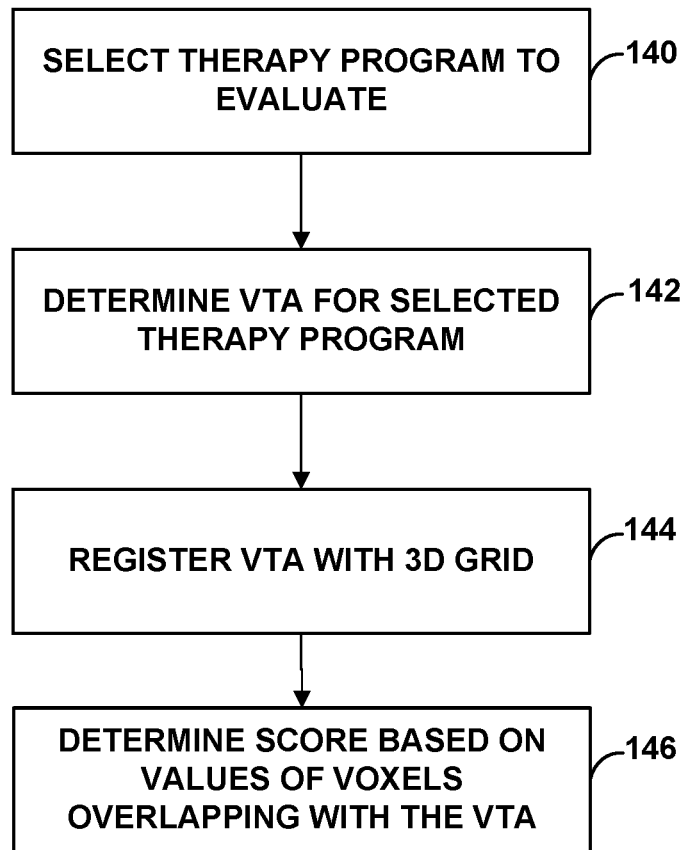 SELECT THERAPY PROGRAM TO
EVALUATE
140
DETERMINE VTA FOR SELECTED
THERAPY PROGRAM
142
REGISTER VTA WITH 3D GRID
144
DETERMINE SCORE BASED ON
VALUES OF VOXELS
OVERLAPPING WITH THE VTA
146